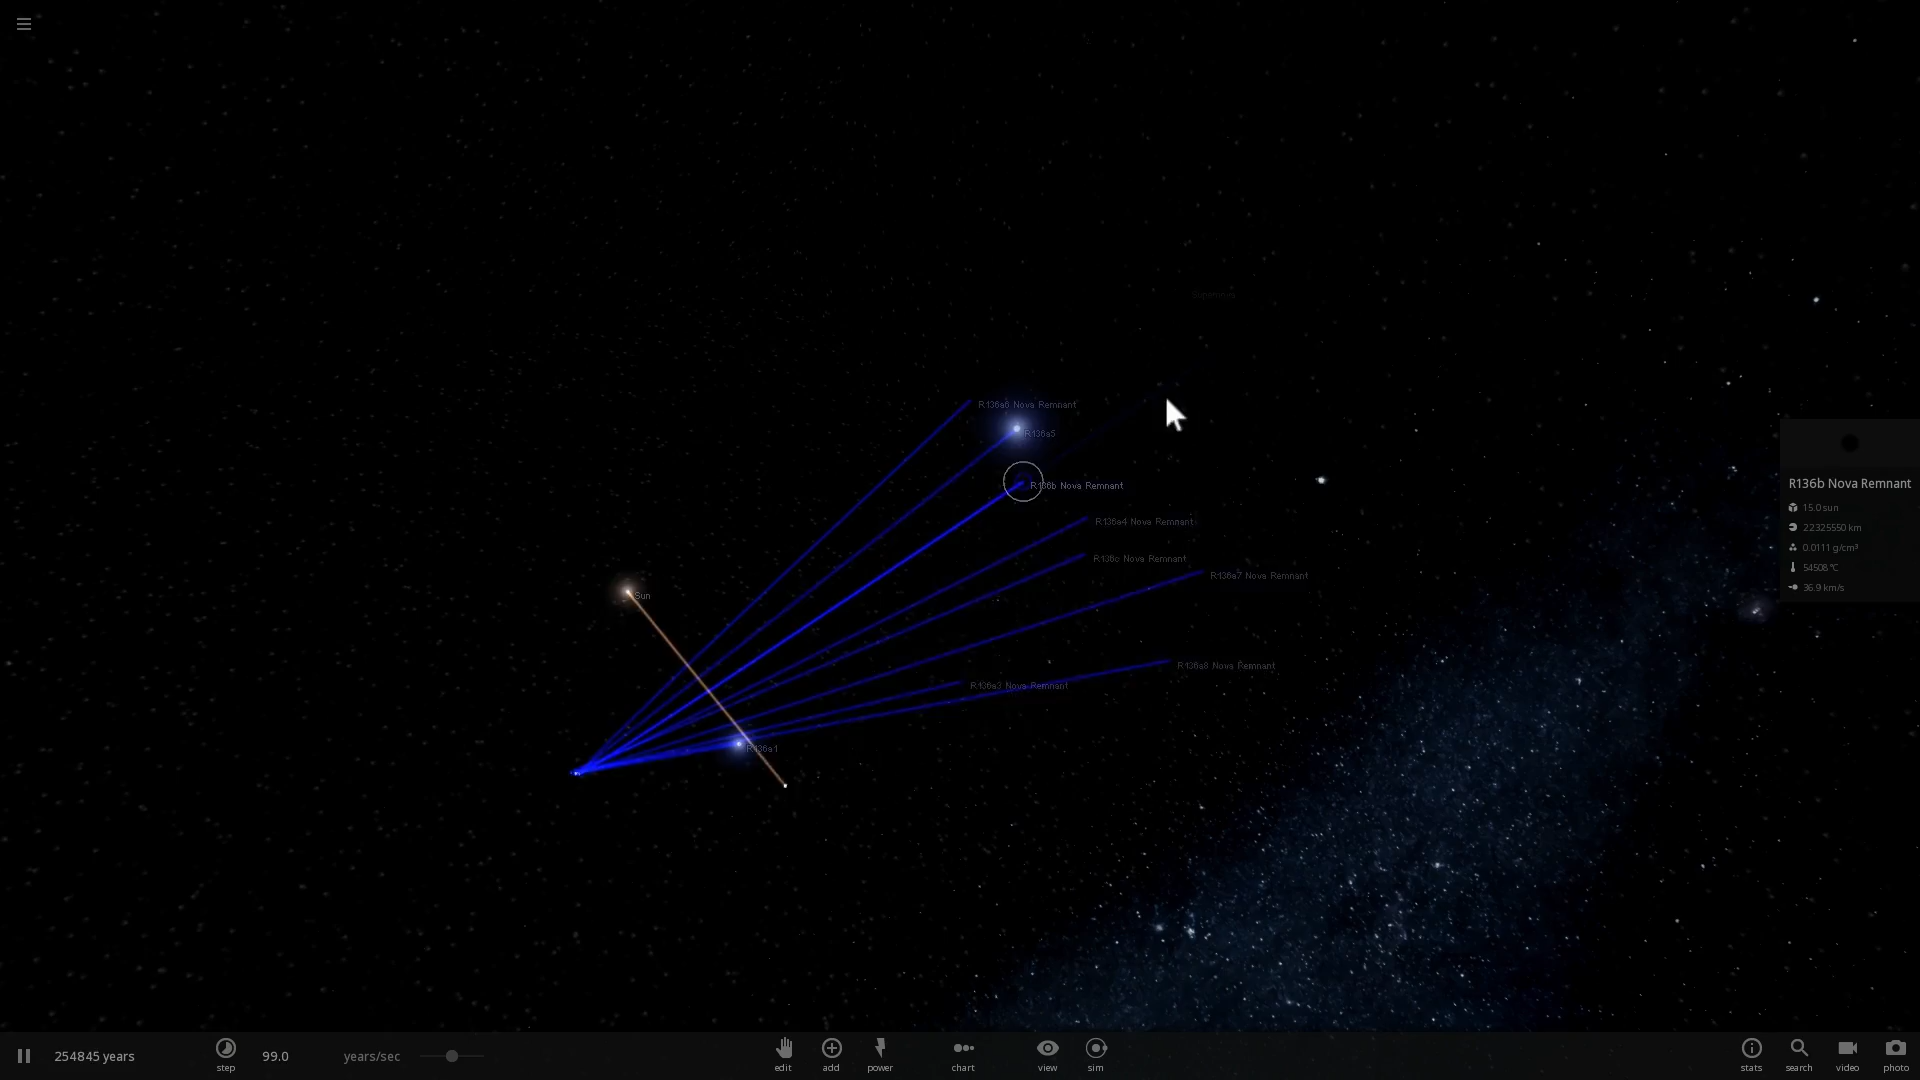 Supernova
R136a6 Nova Remnant
R136a5
R136b Nova Remnant
R136a4 Nova Remnant
R136c Nova Remnant
R136a7 Nova Remnant
Sun
R136a8 Nova Remnant
R136a3 Nova Remnant
R136a1
R136b Nova Remnant
15.0 sun
22325550 km
0.0111 g/cm³
54508 °C
36.9 km/s
254845 years
step
99.0
years/sec
edit
add
power
chart
view
sim
stats
search
video
photo